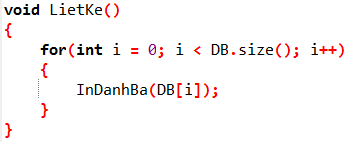 void LietKe()
{
    for(int i = 0; i < DB.size(); i++)
    {
        InDanhBa(DB[i]);
    }
}